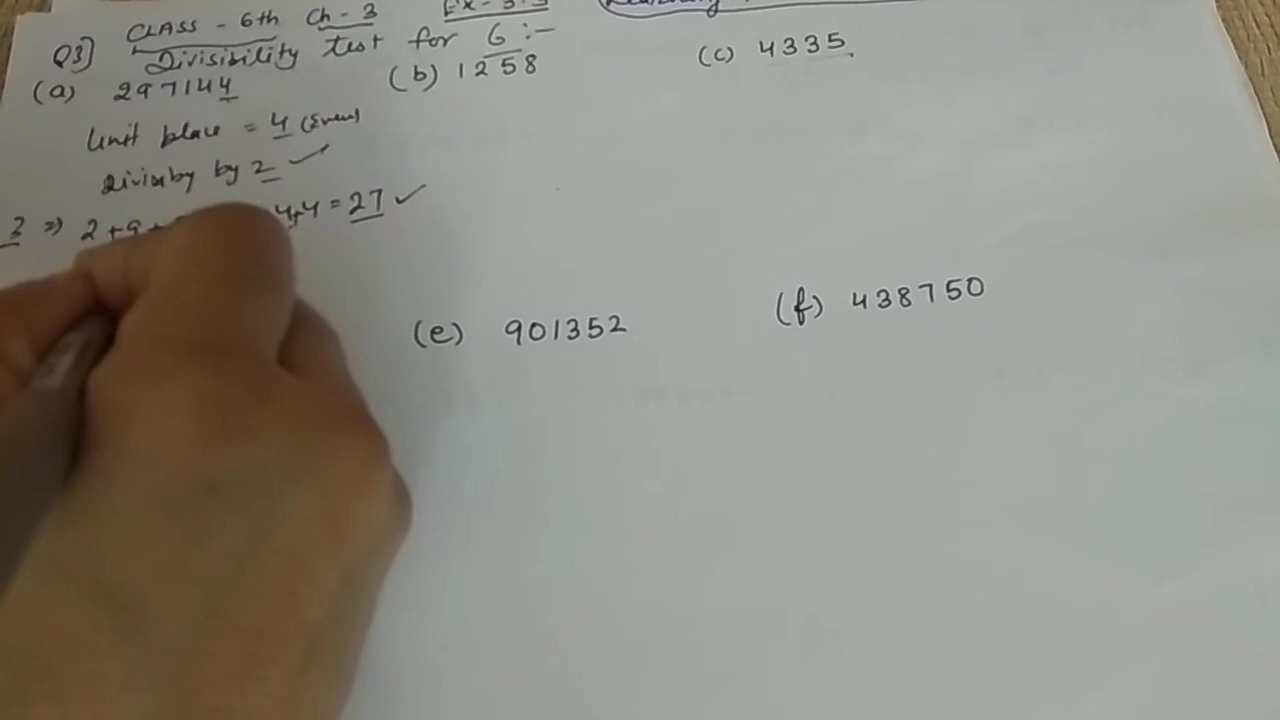 CLASS - 6th Ch - 3 Ex - 3.3
Q3] Divisibility test for 6 :-
(a) 297144
(b) 1258
(c) 4335.
Unit place = 4 (Even)
divisby by 2 ✓
3 => 2+9+ 4+4 = 27 ✓
(e) 901352
(f) 438750